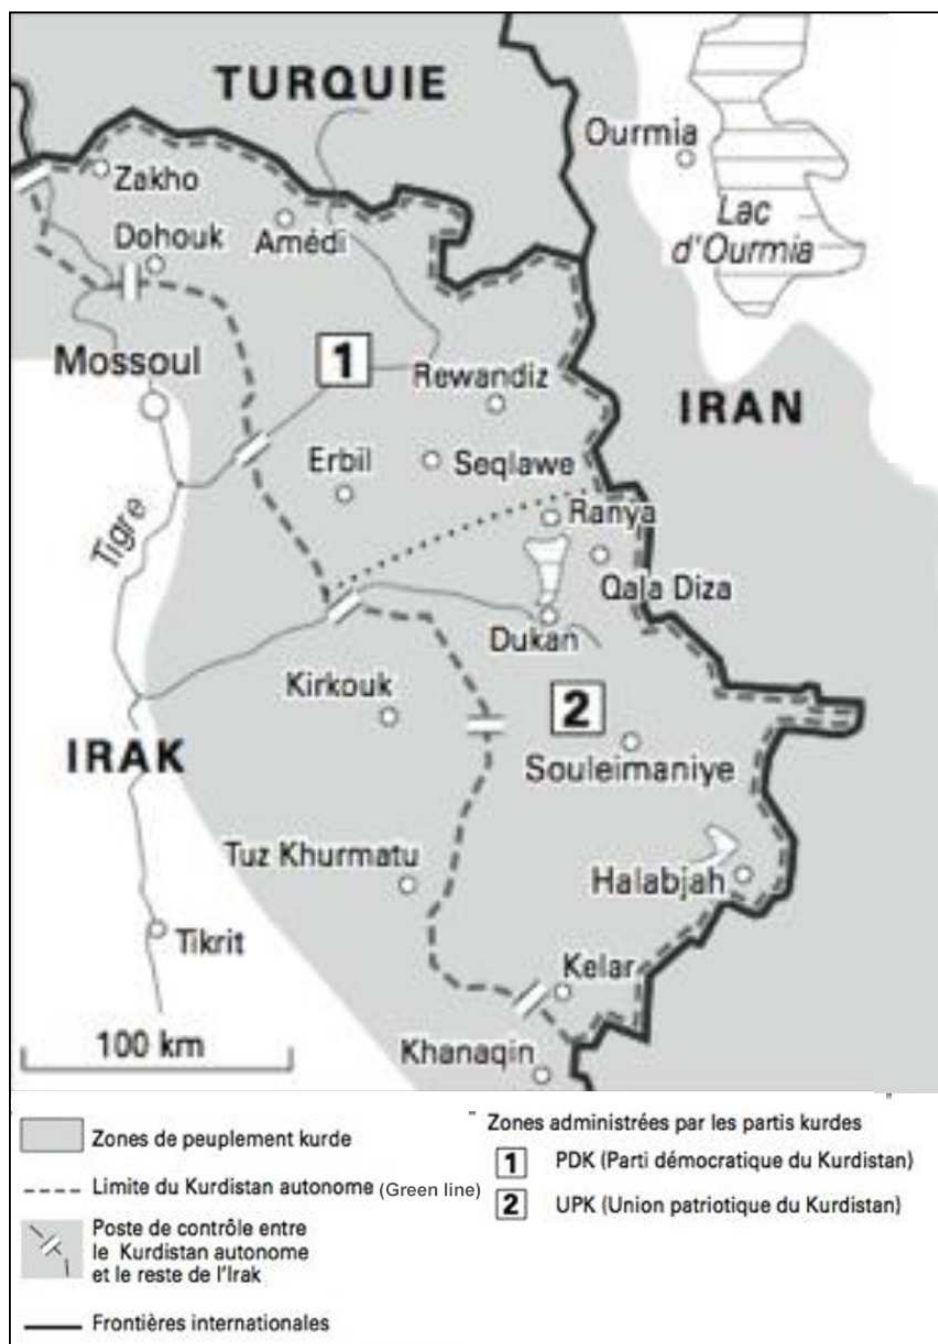 TURQUIE
Ourmia
Zakho
Lac
d'Ourmia
Dohouk
Amédi
Mossoul
1
Rewandiz
IRAN
Erbil
Seqlawe
Tigre
Ranya
Qala Diza
Dukan
Kirkouk
2
IRAK
Souleimaniye
Tuz Khurmatu
Halabjah
Tikrit
Kelar
100 km
Khanaqin
Zones de peuplement kurde
Limite du Kurdistan autonome (Green line)
Poste de contrôle entre
le Kurdistan autonome
et le reste de l'Irak
Frontières internationales
Zones administrées par les partis kurdes
1 PDK (Parti démocratique du Kurdistan)
2 UPK (Union patriotique du Kurdistan)